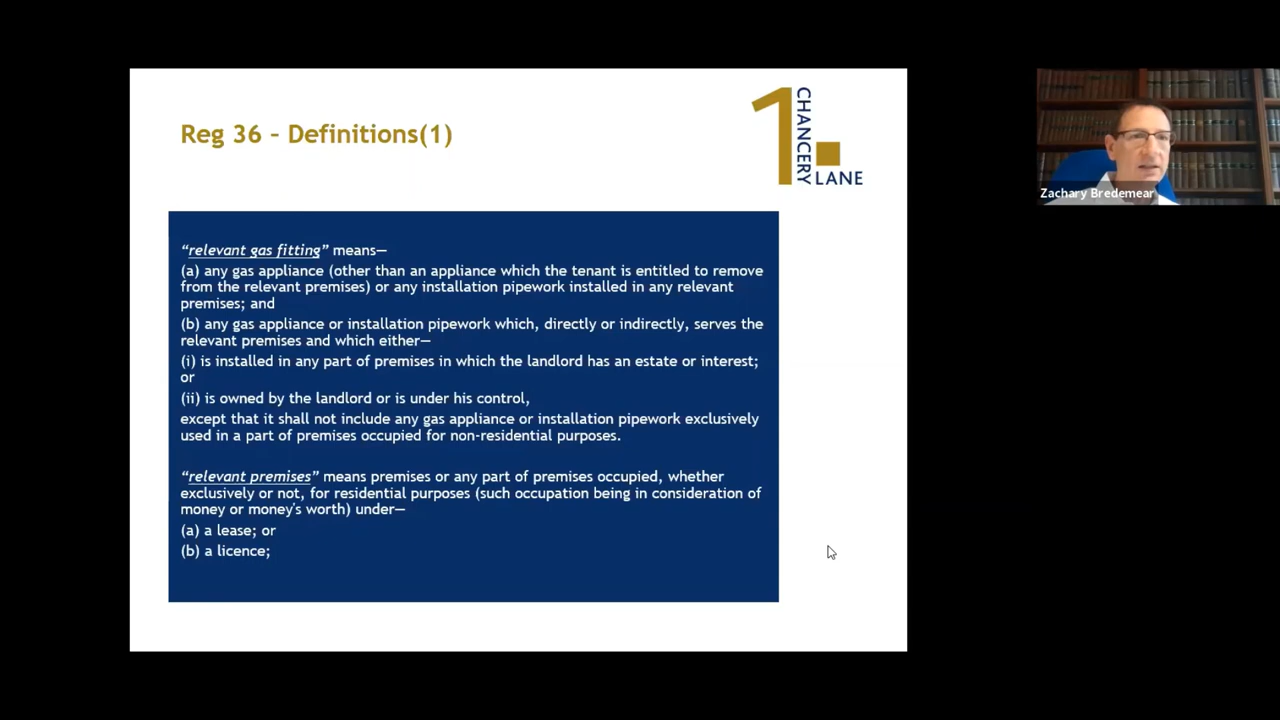 Reg 36 – Definitions(1)
1
CHANCERY
LANE
“relevant gas fitting” means—
(a) any gas appliance (other than an appliance which the tenant is entitled to remove
from the relevant premises) or any installation pipework installed in any relevant
premises; and
(b) any gas appliance or installation pipework which, directly or indirectly, serves the
relevant premises and which either—
(i) is installed in any part of premises in which the landlord has an estate or interest;
or
(ii) is owned by the landlord or is under his control,
except that it shall not include any gas appliance or installation pipework exclusively
used in a part of premises occupied for non-residential purposes.
“relevant premises” means premises or any part of premises occupied, whether
exclusively or not, for residential purposes (such occupation being in consideration of
money or money's worth) under—
(a) a lease; or
(b) a licence;
Zachary Bredemear